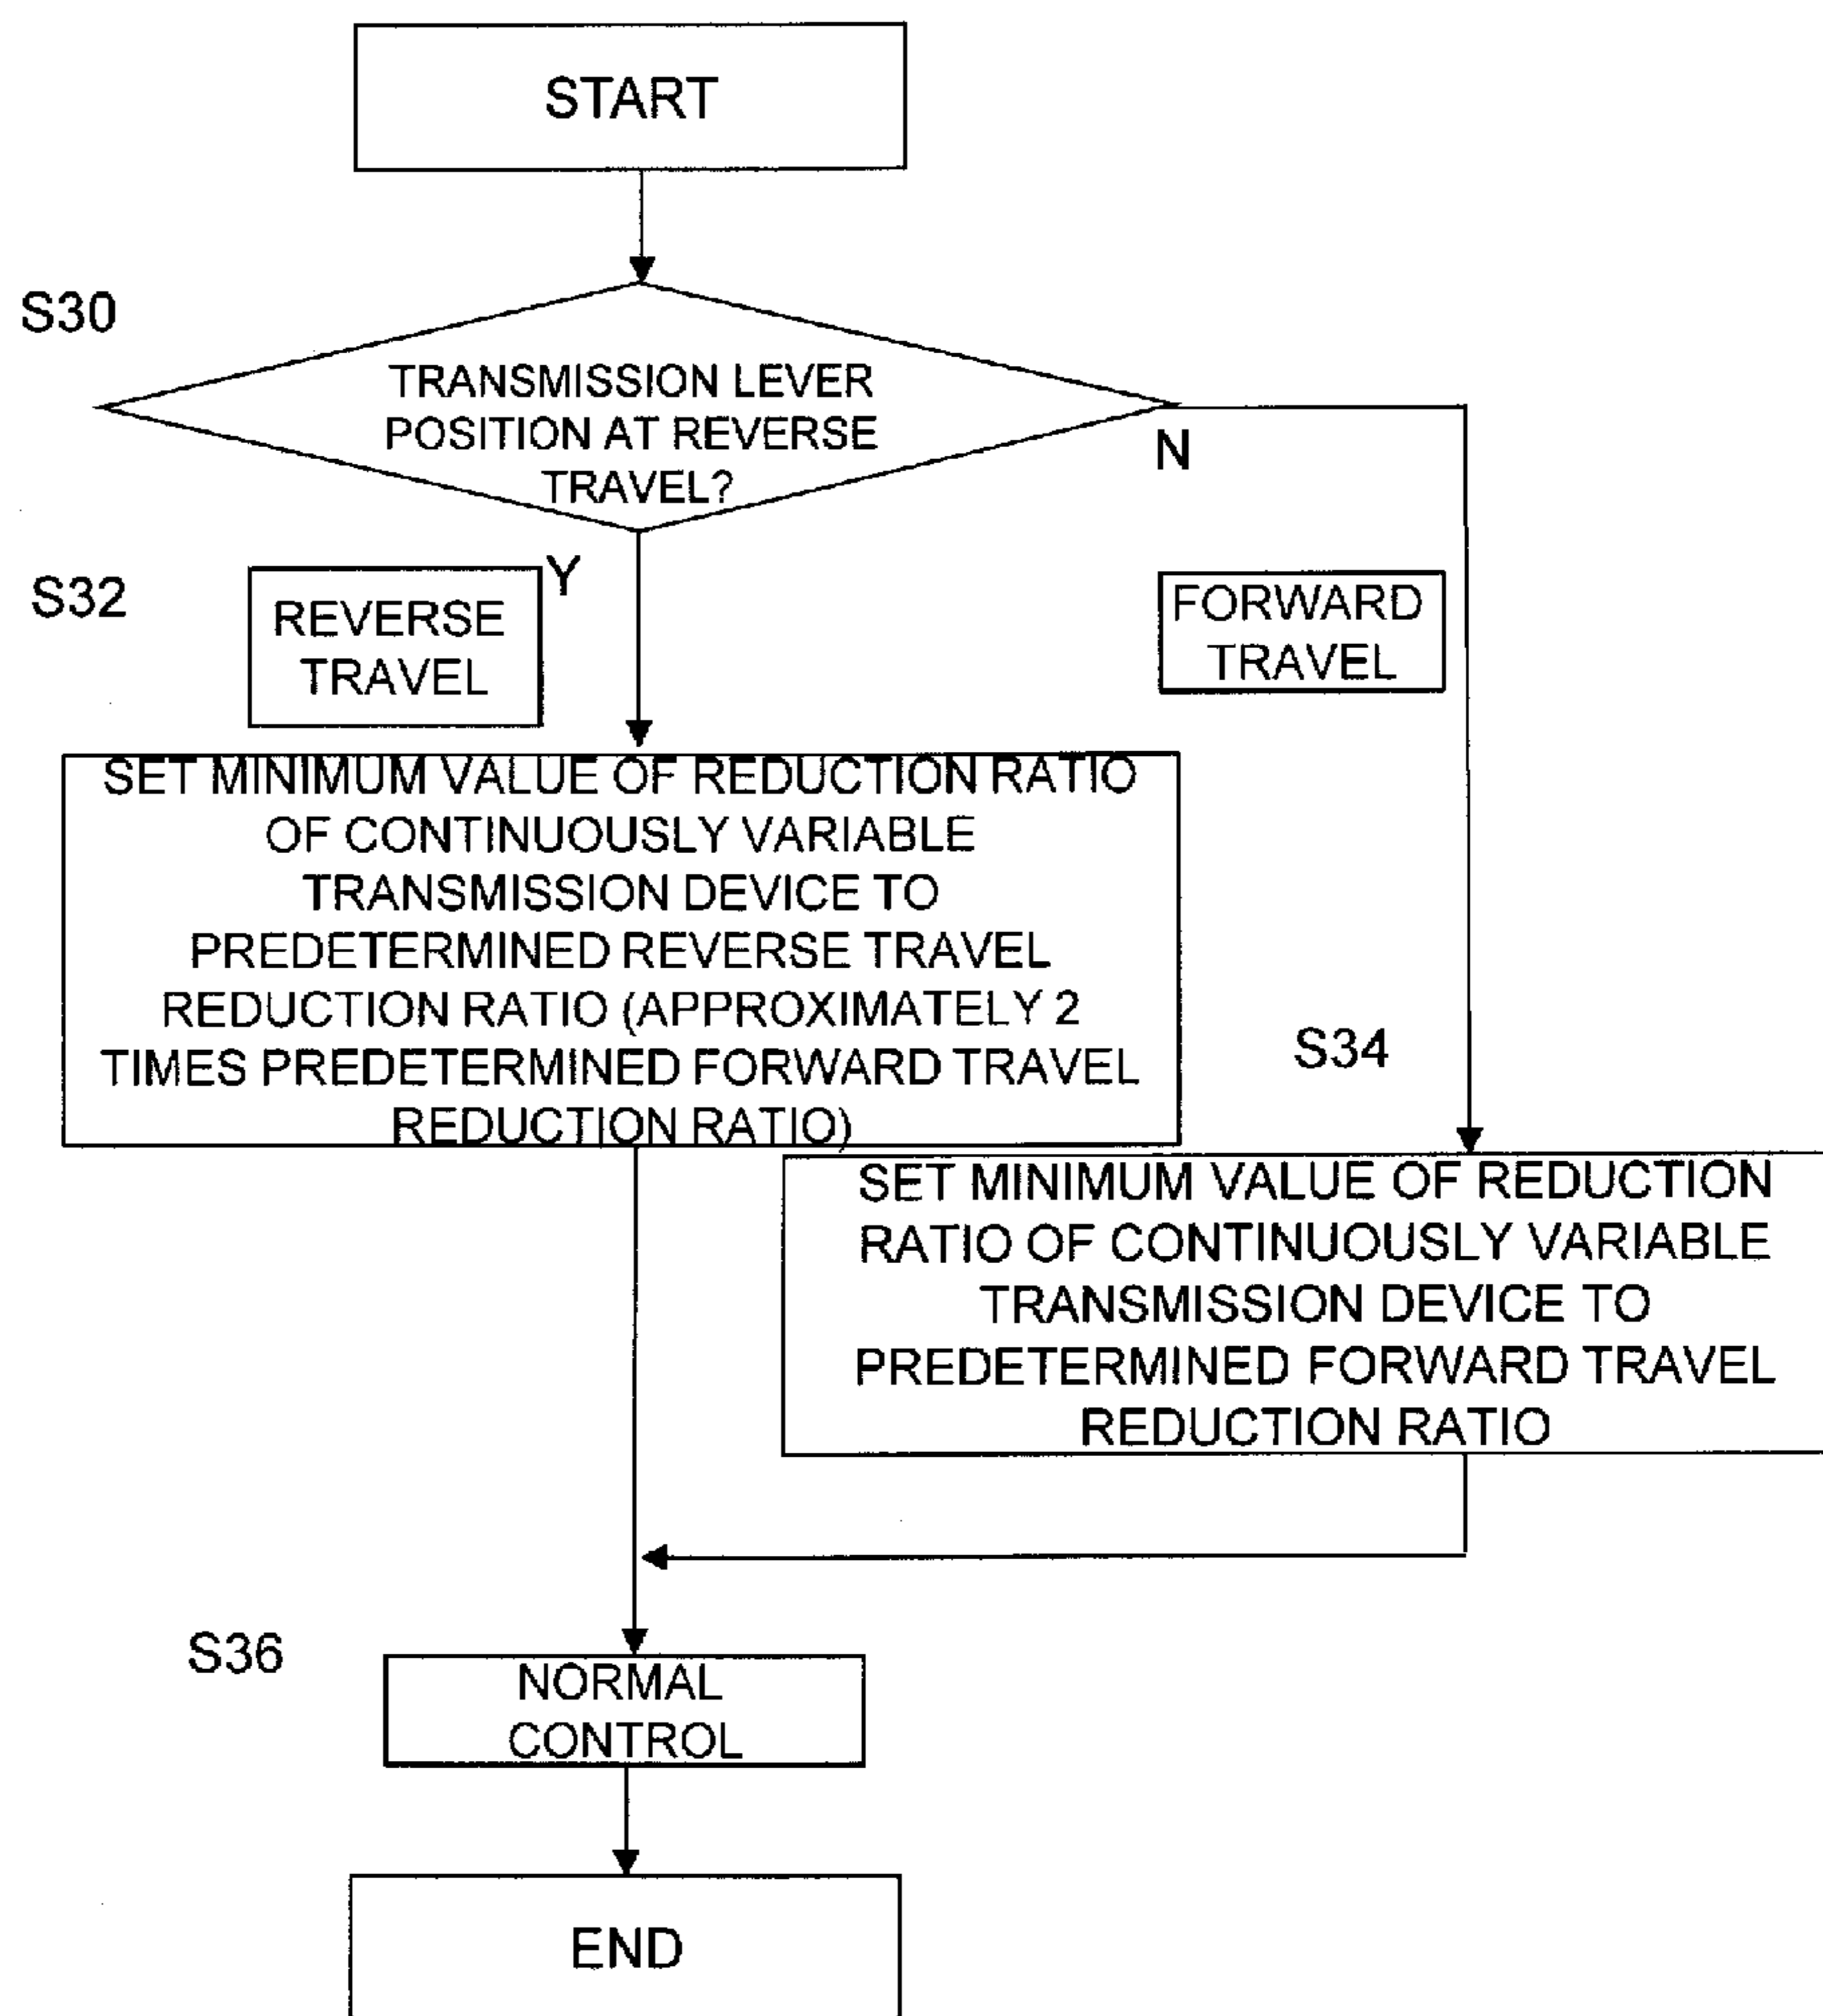 START
S30
TRANSMISSION LEVER
POSITION AT REVERSE
TRAVEL?
N
Y
S32
REVERSE
TRAVEL
FORWARD
TRAVEL
SET MINIMUM VALUE OF REDUCTION RATIO
OF CONTINUOUSLY VARIABLE
TRANSMISSION DEVICE TO
PREDETERMINED REVERSE TRAVEL
REDUCTION RATIO (APPROXIMATELY 2
TIMES PREDETERMINED FORWARD TRAVEL
REDUCTION RATIO)
S34
SET MINIMUM VALUE OF REDUCTION
RATIO OF CONTINUOUSLY VARIABLE
TRANSMISSION DEVICE TO
PREDETERMINED FORWARD TRAVEL
REDUCTION RATIO
S36
NORMAL
CONTROL
END